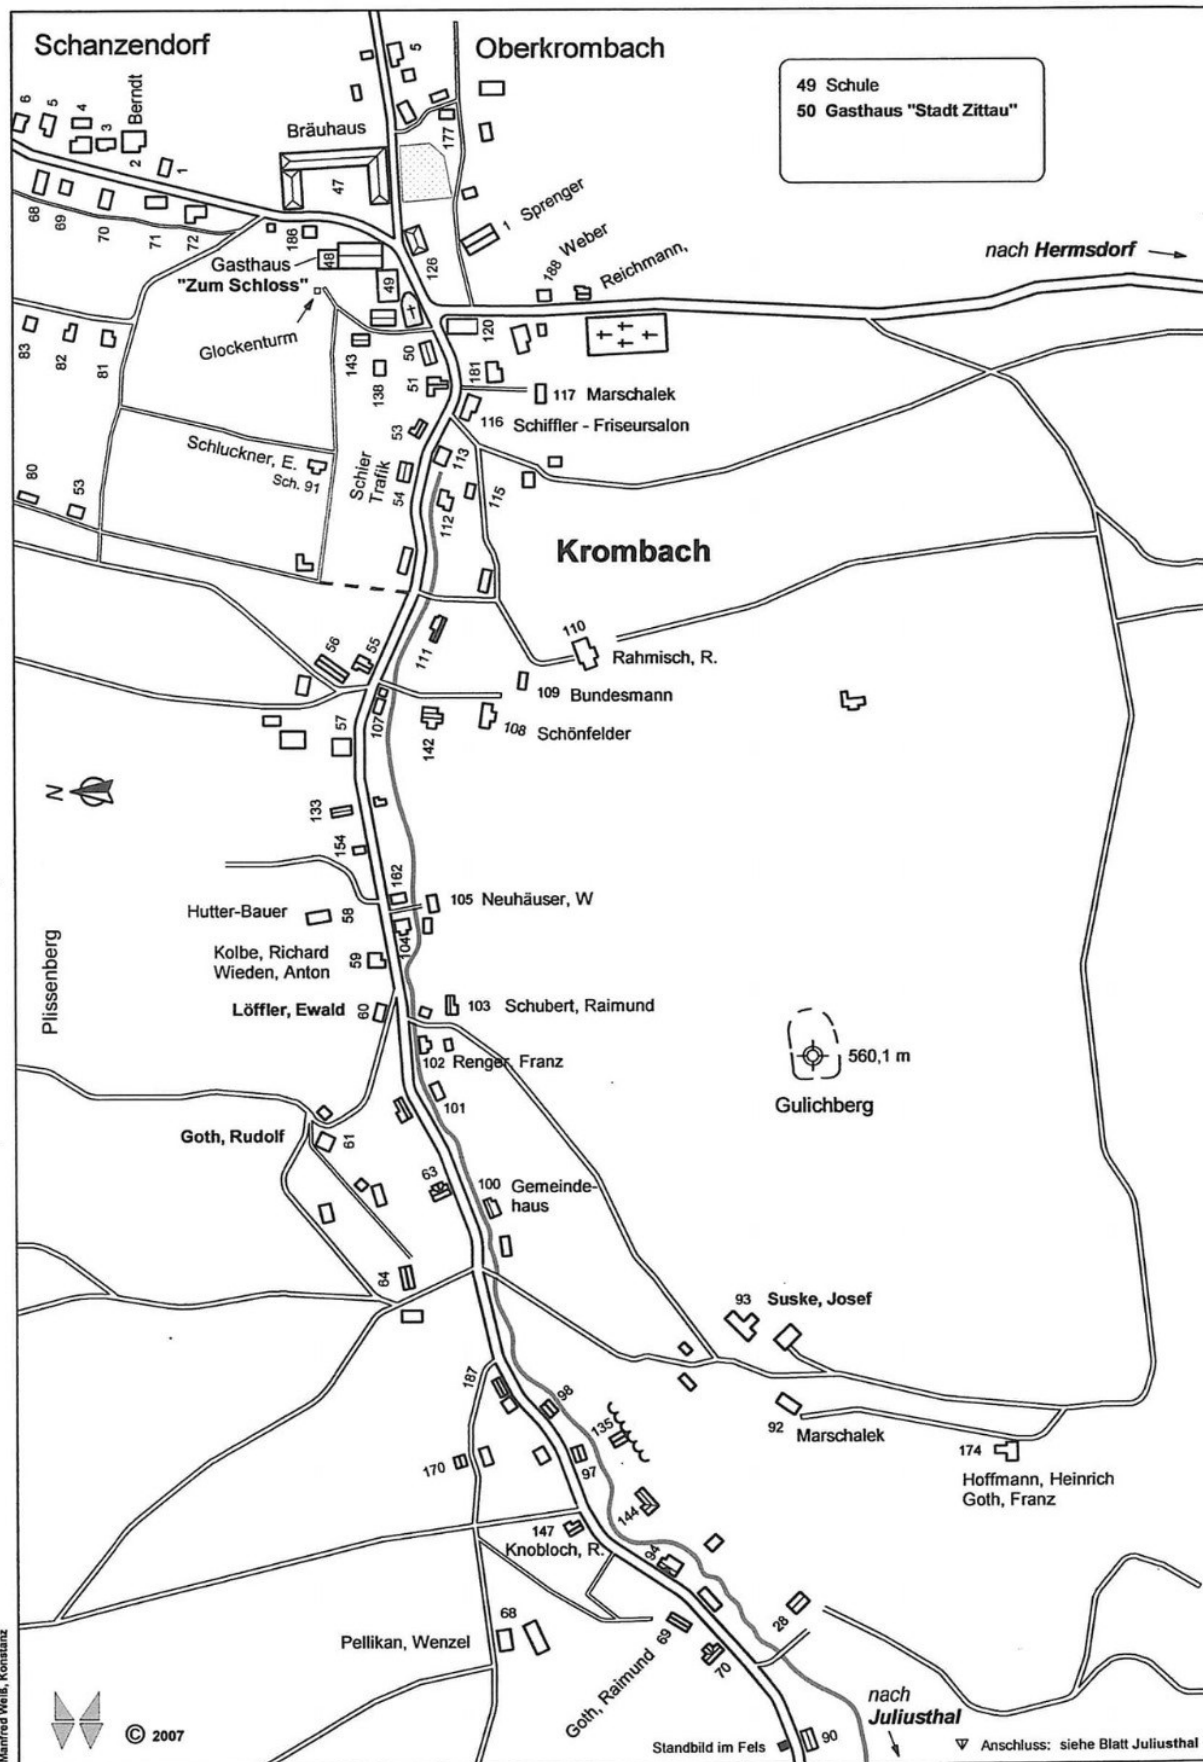 Schanzendorf
Oberkrombach
49 Schule
50 Gasthaus "Stadt Zittau"
6
5
4
3
2
Berndt
1
5
Bräuhaus
47
177
68
69
70
71
72
186
48
Gasthaus
"Zum Schloss"
49
126
1 Sprenger
188 Weber
Reichmann,
nach Hermsdorf
Glockenturm
83
82
81
143
138
50
51
120
181
117 Marschalek
116 Schiffler - Friseursalon
53
113
Schluckner, E.
Sch. 91
Schier
Trafik
54
80
53
112
115
Krombach
56
55
111
110
Rahmisch, R.
109 Bundesmann
57
107
142
108 Schönfelder
N
133
154
162
105 Neuhäuser, W
Hutter-Bauer
58
104
Kolbe, Richard
Wieden, Anton
59
Plissenberg
Löffler, Ewald
60
103 Schubert, Raimund
102 Renger, Franz
560,1 m
Gulichberg
101
Goth, Rudolf
61
63
100 Gemeinde-
haus
64
93 Suske, Josef
187
98
135
92 Marschalek
174
Hoffmann, Heinrich
Goth, Franz
170
97
144
147
Knobloch, R.
94
68
Pellikan, Wenzel
28
69
Goth, Raimund
70
nach
Juliusthal
90
Standbild im Fels
Anschluss: siehe Blatt Juliusthal
© 2007
Manfred Weiß, Konstanz